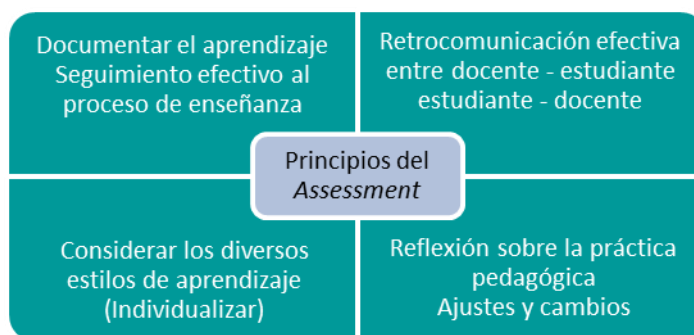 Documentar el aprendizaje
Seguimiento efectivo al
proceso de enseñanza
Retrocomunicación efectiva
entre docente - estudiante
estudiante - docente
Principios del
Assessment
Considerar los diversos
estilos de aprendizaje
(Individualizar)
Reflexión sobre la práctica
pedagógica
Ajustes y cambios